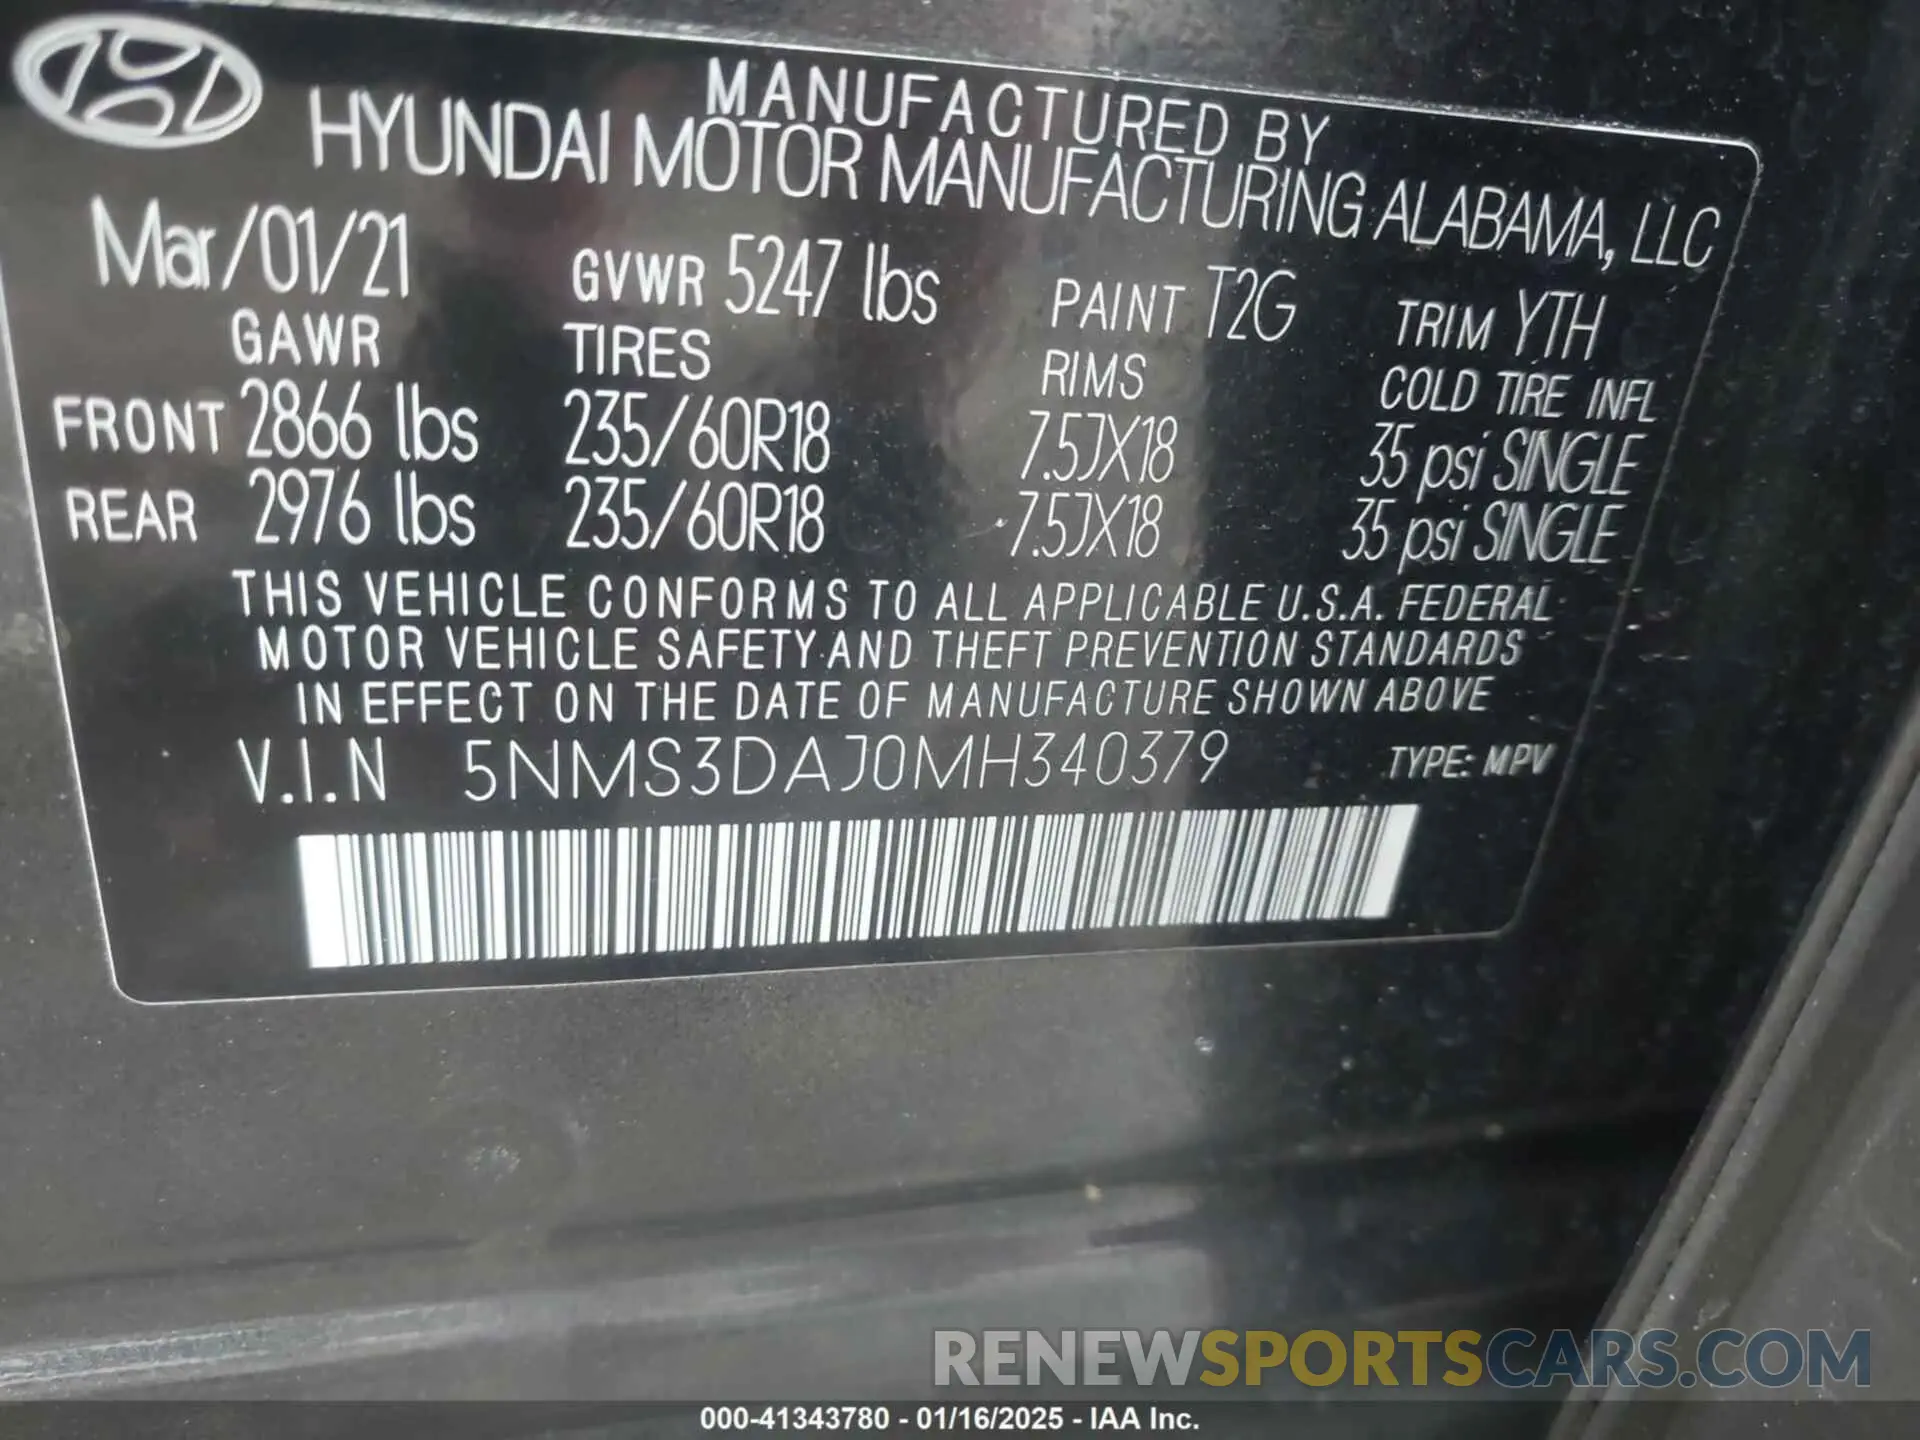 MANUFACTURED BY
HYUNDAI MOTOR MANUFACTURING ALABAMA, LLC
Mar/01/21 GVWR 5247 lbs PAINT T2G TRIM YTH
GAWR TIRES RIMS COLD TIRE INFL
FRONT 2866 lbs 235/60R18 7.5JX18 35 psi SINGLE
REAR 2976 lbs 235/60R18 7.5JX18 35 psi SINGLE
THIS VEHICLE CONFORMS TO ALL APPLICABLE U.S.A. FEDERAL
MOTOR VEHICLE SAFETY AND THEFT PREVENTION STANDARDS
IN EFFECT ON THE DATE OF MANUFACTURE SHOWN ABOVE
V.I.N 5NMS3DAJ0MH340379 TYPE: MPV
RENEWSPORTSCARS.COM
000-41343780 - 01/16/2025 - IAA Inc.